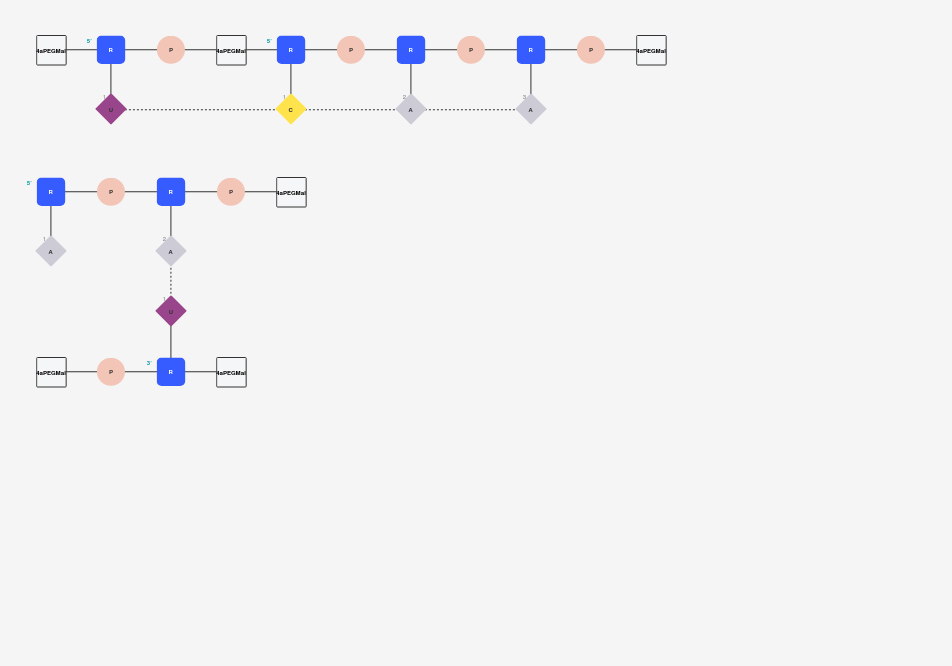 5'
4aPEGMal R P 4aPEGMal 5' R P R P R P 4aPEGMal
1 U 1 C 2 A 3 A
5'
R P R P 4aPEGMal
1 A 2 A
1 U
3'
4aPEGMal P R 4aPEGMal